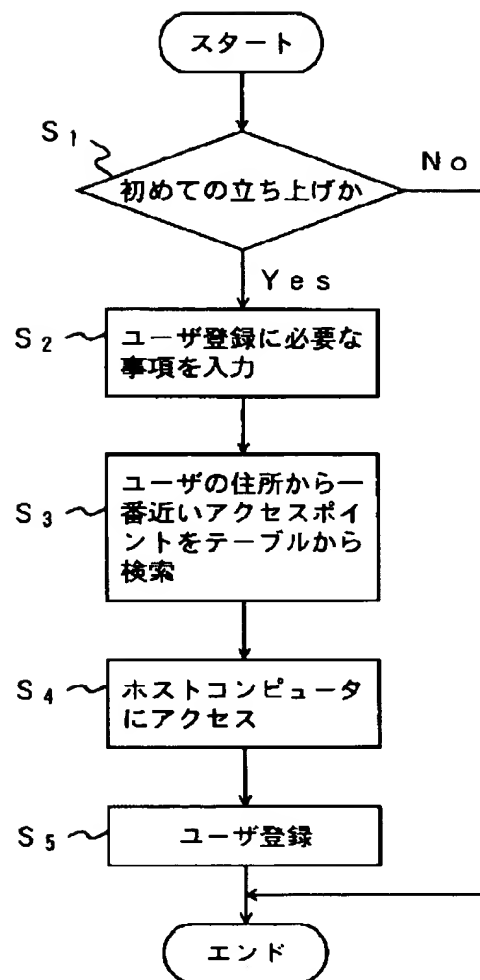 スタート
S1
初めての立ち上げか
No
Yes
S2
ユーザ登録に必要な
事項を入力
S3
ユーザの住所から一
番近いアクセスポイ
ントをテーブルから
検索
S4
ホストコンピュータ
にアクセス
S5
ユーザ登録
エンド